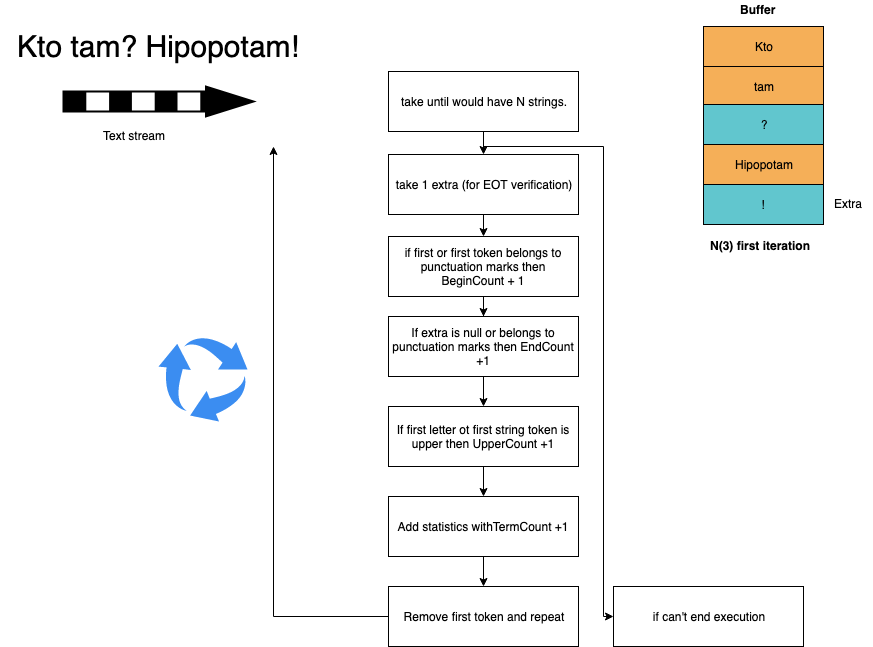 Kto tam? Hipopotam!
Text stream
take until would have N strings.
take 1 extra (for EOT verification)
if first or first token belongs to
punctuation marks then
BeginCount + 1
If extra is null or belongs to
punctuation marks then EndCount
+1
If first letter ot first string token is
upper then UpperCount +1
Add statistics withTermCount +1
Remove first token and repeat
if can't end execution
Buffer
Kto
tam
?
Hipopotam
!
Extra
N(3) first iteration